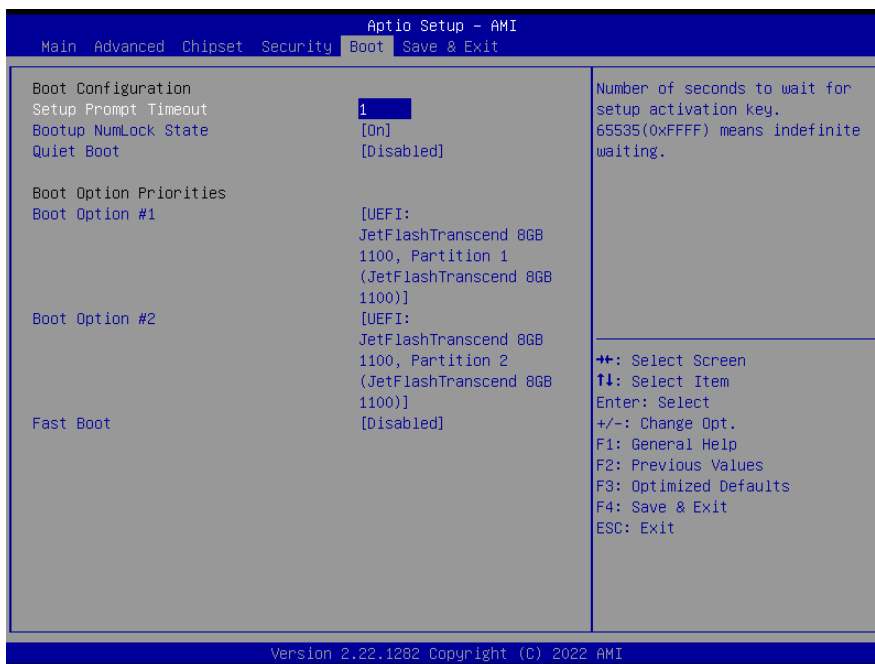 Aptio Setup – AMI
Main Advanced Chipset Security Boot Save & Exit
Boot Configuration
Setup Prompt Timeout 1
Bootup NumLock State [On]
Quiet Boot [Disabled]
Boot Option Priorities
Boot Option #1 [UEFI:
JetFlashTranscend 8GB
1100, Partition 1
(JetFlashTranscend 8GB
1100)]
Boot Option #2 [UEFI:
JetFlashTranscend 8GB
1100, Partition 2
(JetFlashTranscend 8GB
1100)]
Fast Boot [Disabled]
Number of seconds to wait for
setup activation key.
65535(0xFFFF) means indefinite
waiting.
→←: Select Screen
↑↓: Select Item
Enter: Select
+/-: Change Opt.
F1: General Help
F2: Previous Values
F3: Optimized Defaults
F4: Save & Exit
ESC: Exit
Version 2.22.1282 Copyright (C) 2022 AMI